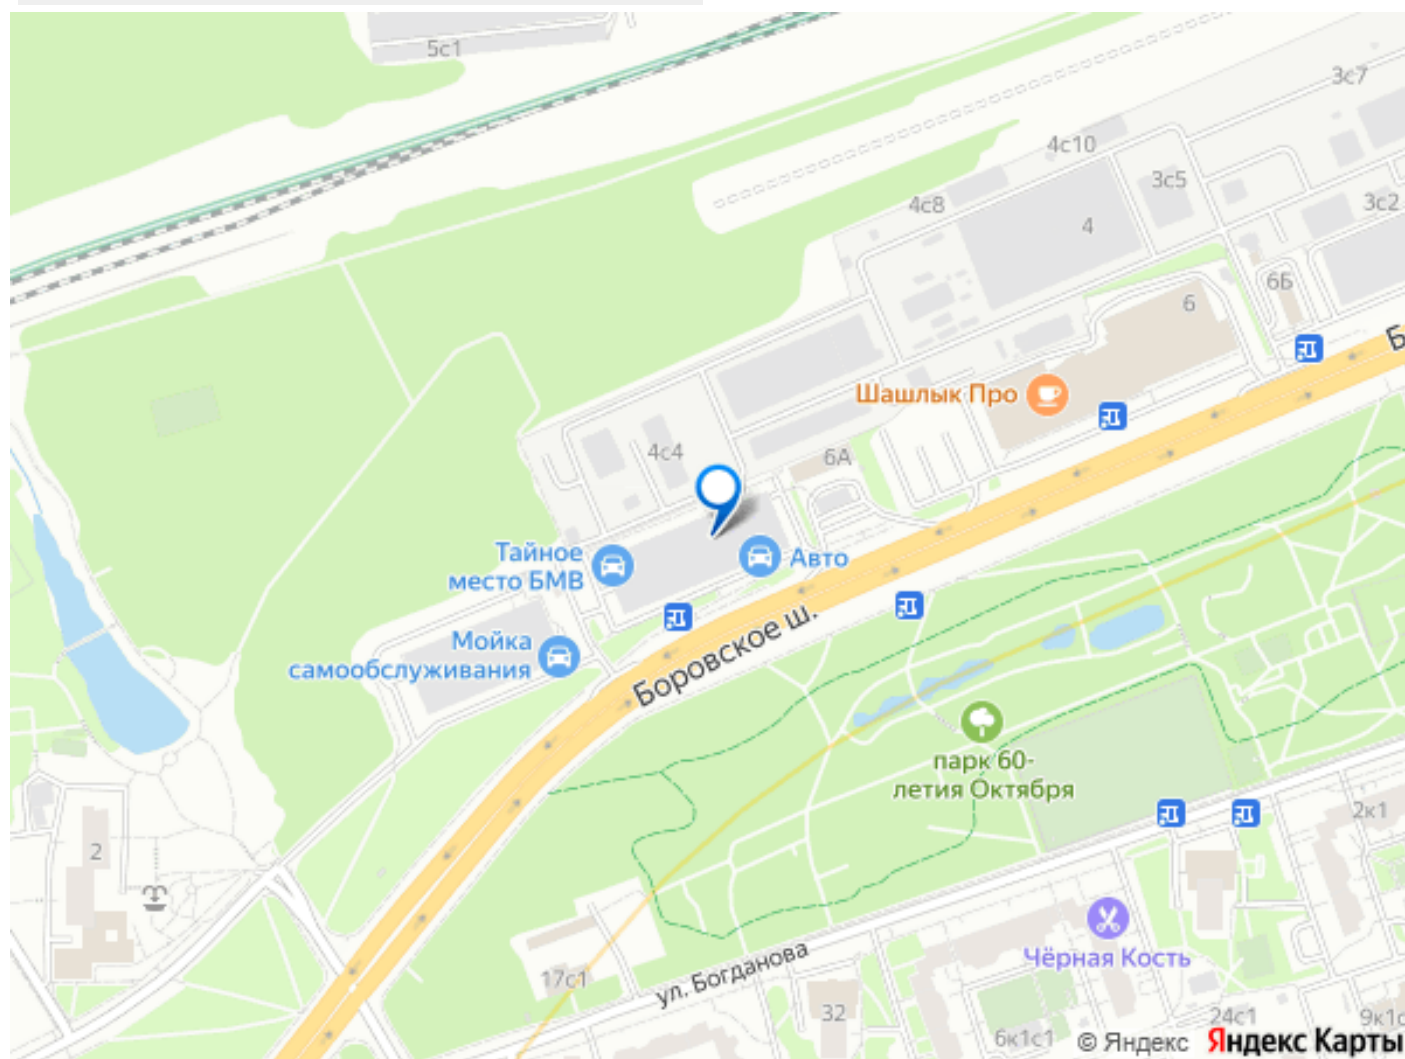 5с1
3с7
4с10
3с5
4с8
3с2
4
6Б
6
Б
Шашлык Про
4с4
6А
Тайное
место БМВ
Авто
Мойка
самообслуживания
Боровское ш.
парк 60-
летия Октября
2к1
2
Чёрная Кость
17с1
ул. Богданова
32
24с1
6к1с1
9к1с
© Яндекс Яндекс Карты